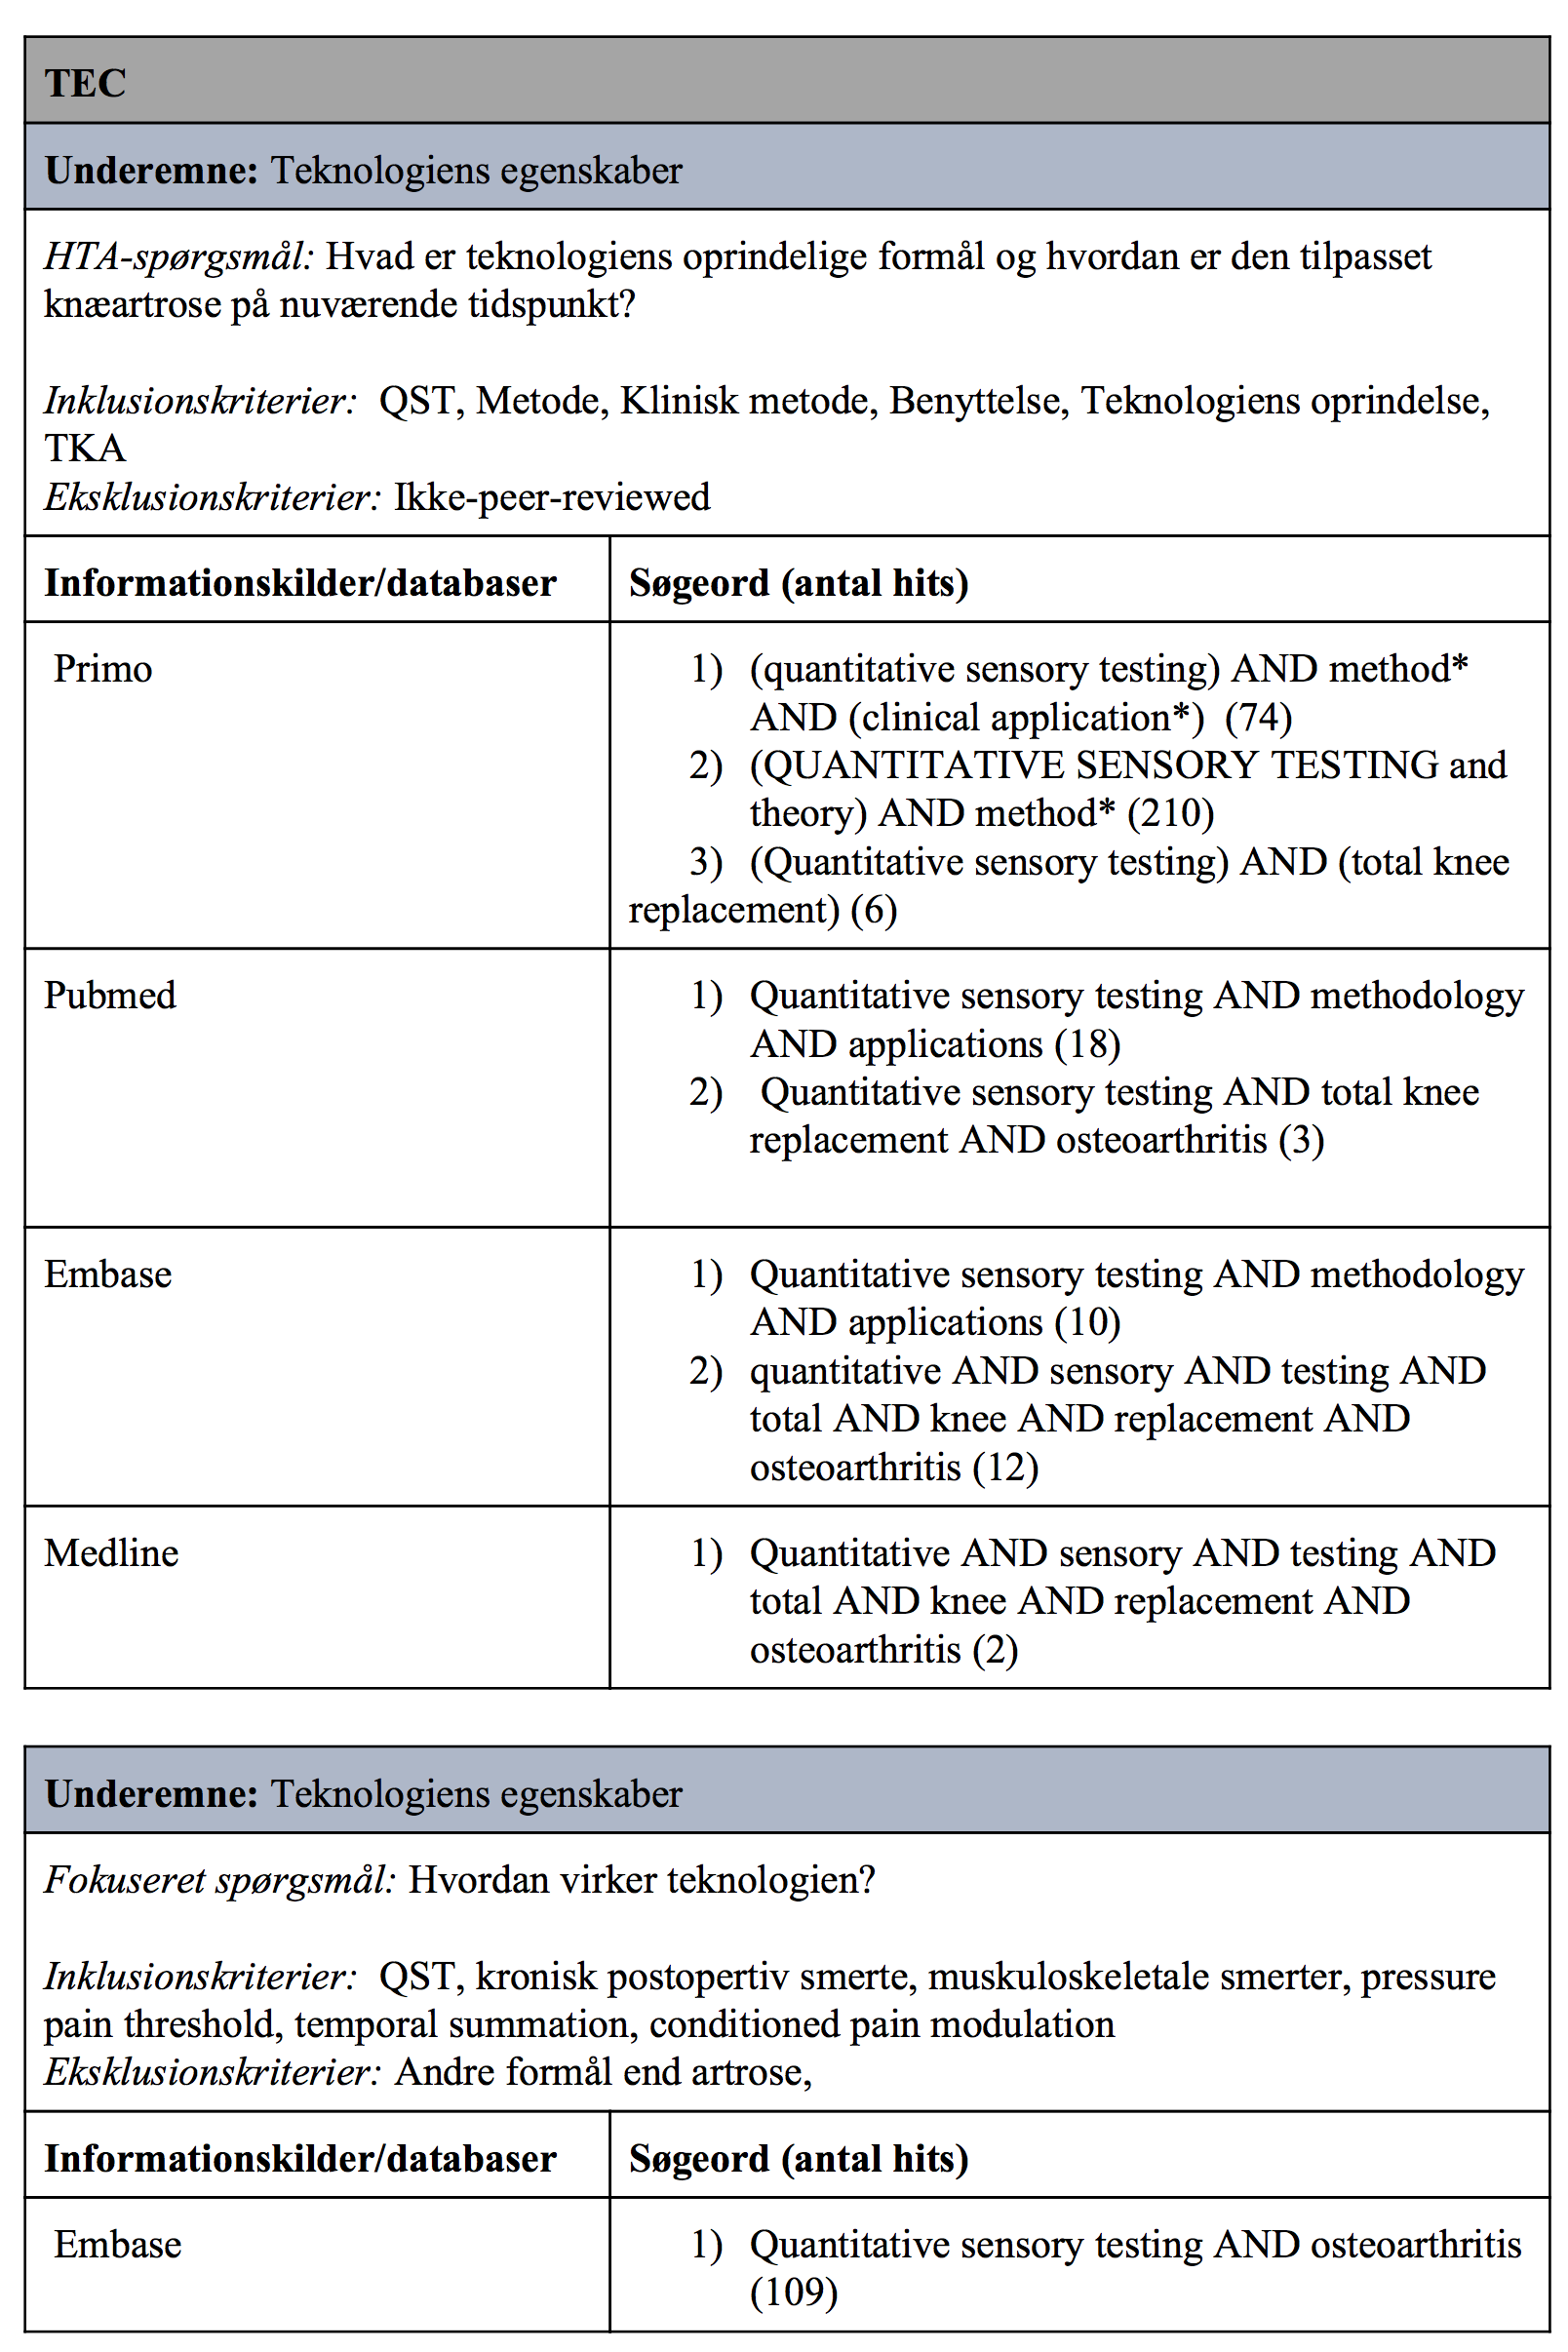 TEC
Underemne: Teknologiens egenskaber
HTA-spørgsmål: Hvad er teknologiens oprindelige formål og hvordan er den tilpasset
knæartrose på nuværende tidspunkt?
Inklusionskriterier: QST, Metode, Klinisk metode, Benyttelse, Teknologiens oprindelse,
TKA
Eksklusionskriterier: Ikke-peer-reviewed
Informationskilder/databaser
Søgeord (antal hits)
Primo
1) (quantitative sensory testing) AND method*
AND (clinical application*) (74)
2) (QUANTITATIVE SENSORY TESTING and
theory) AND method* (210)
3) (Quantitative sensory testing) AND (total knee
replacement) (6)
Pubmed
1) Quantitative sensory testing AND methodology
AND applications (18)
2) Quantitative sensory testing AND total knee
replacement AND osteoarthritis (3)
Embase
1) Quantitative sensory testing AND methodology
AND applications (10)
2) quantitative AND sensory AND testing AND
total AND knee AND replacement AND
osteoarthritis (12)
Medline
1) Quantitative AND sensory AND testing AND
total AND knee AND replacement AND
osteoarthritis (2)
Underemne: Teknologiens egenskaber
Fokuseret spørgsmål: Hvordan virker teknologien?
Inklusionskriterier: QST, kronisk postopertiv smerte, muskuloskeletale smerter, pressure
pain threshold, temporal summation, conditioned pain modulation
Eksklusionskriterier: Andre formål end artrose,
Informationskilder/databaser
Søgeord (antal hits)
Embase
1) Quantitative sensory testing AND osteoarthritis
(109)